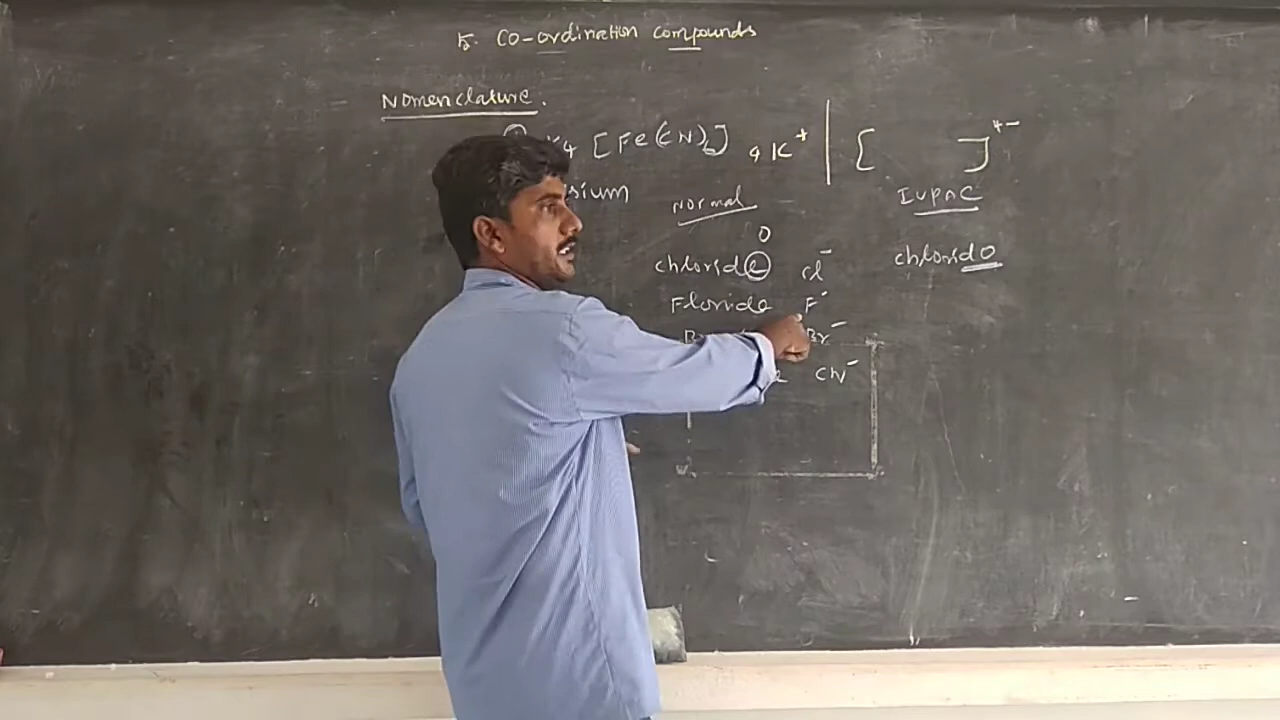 5. Co-ordination compounds
Nomenclature.
K4 [Fe(CN)6] 4K+ | [ ]4-
sium
Normal
IUPAC
O
chloride Cl-
chlorido
Floride F-
Br-
CN-